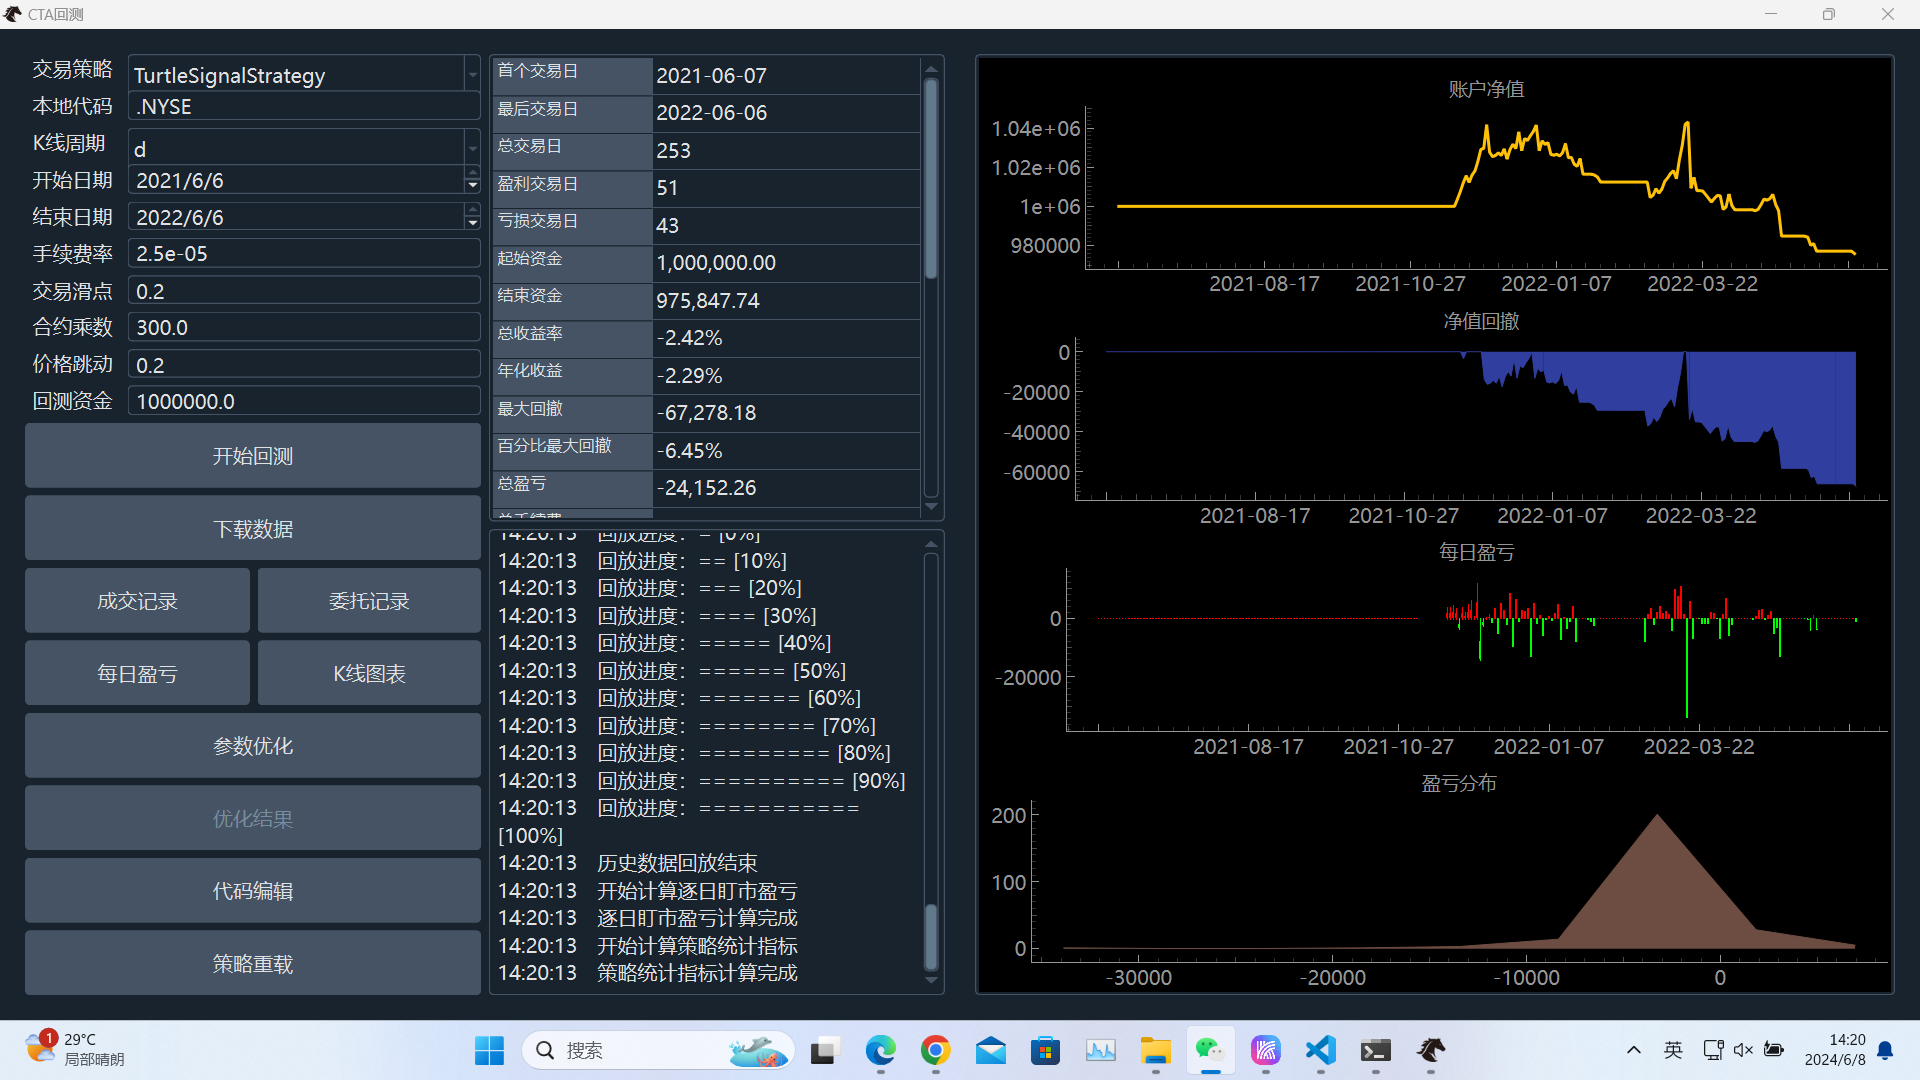 CTA回测
交易策略 TurtleSignalStrategy
本地代码 .NYSE
K线周期 d
开始日期 2021/6/6
结束日期 2022/6/6
手续费率 2.5e-05
交易滑点 0.2
合约乘数 300.0
价格跳动 0.2
回测资金 1000000.0
开始回测
下载数据
成交记录 委托记录
每日盈亏 K线图表
参数优化
优化结果
代码编辑
策略重载
首个交易日 2021-06-07
最后交易日 2022-06-06
总交易日 253
盈利交易日 51
亏损交易日 43
起始资金 1,000,000.00
结束资金 975,847.74
总收益率 -2.42%
年化收益 -2.29%
最大回撤 -67,278.18
百分比最大回撤 -6.45%
总盈亏 -24,152.26
14:20:13 回放进度：= [0%]
14:20:13 回放进度：== [10%]
14:20:13 回放进度：=== [20%]
14:20:13 回放进度：==== [30%]
14:20:13 回放进度：===== [40%]
14:20:13 回放进度：====== [50%]
14:20:13 回放进度：======= [60%]
14:20:13 回放进度：======== [70%]
14:20:13 回放进度：========= [80%]
14:20:13 回放进度：========== [90%]
14:20:13 回放进度：===========
[100%]
14:20:13 历史数据回放结束
14:20:13 开始计算逐日盯市盈亏
14:20:13 逐日盯市盈亏计算完成
14:20:13 开始计算策略统计指标
14:20:13 策略统计指标计算完成
账户净值
1.04e+06
1.02e+06
1e+06
980000
2021-08-17 2021-10-27 2022-01-07 2022-03-22
净值回撤
0
-20000
-40000
-60000
2021-08-17 2021-10-27 2022-01-07 2022-03-22
每日盈亏
0
-20000
2021-08-17 2021-10-27 2022-01-07 2022-03-22
盈亏分布
200
100
0
-30000 -20000 -10000 0
1
29°C
局部晴朗
搜索
英
14:20
2024/6/8